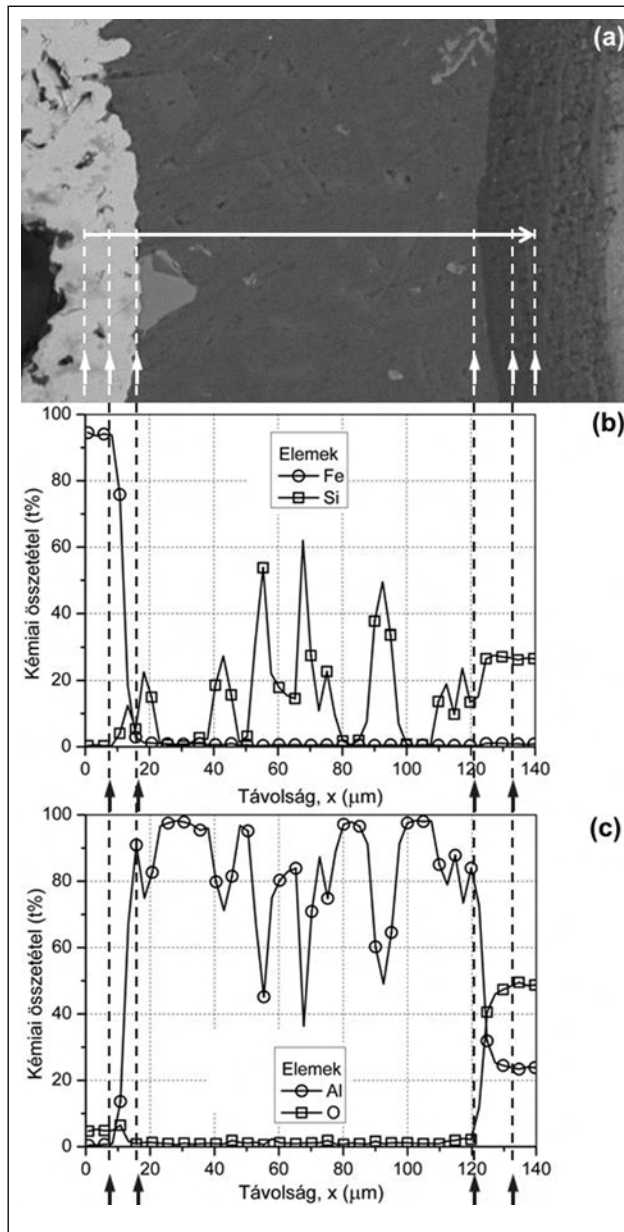 (a)
(b)
100
80
60
40
20
0
Kémiai összetétel (t%)
Elemek
Fe
Si
0 20 40 60 80 100 120 140
Távolság, x (μm)
(c)
100
80
60
40
20
0
Kémiai összetétel (t%)
Elemek
Al
O
0 20 40 60 80 100 120 140
Távolság, x (μm)